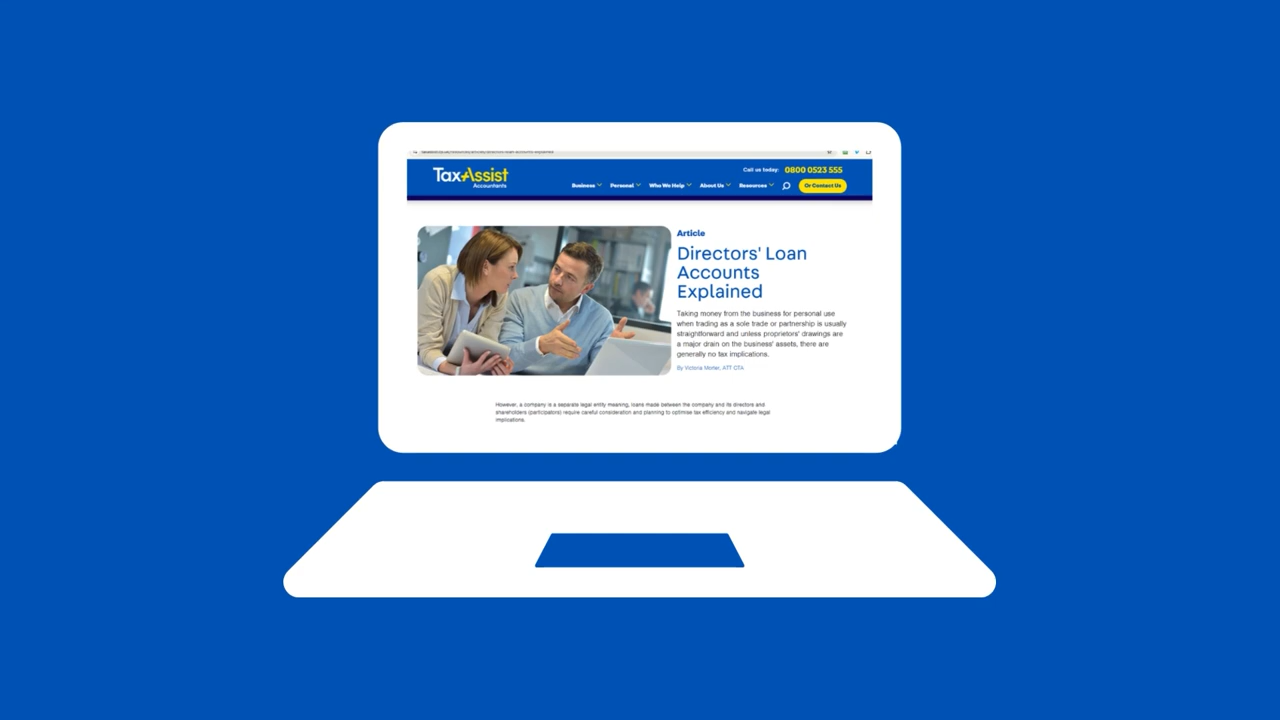 Call us today: 0800 0523 555
TaxAssist
Accountants
Business Personal Who We Help About Us Resources Or Contact Us
Article
Directors' Loan
Accounts
Explained
Taking money from the business for personal use
when trading as a sole trade or partnership is usually
straightforward and unless proprietors' drawings are
a major drain on the business' assets, there are
generally no tax implications.
By Victoria Morter, ATT CTA
However, a company is a separate legal entity meaning, loans made between the company and its directors and
shareholders (participators) require careful consideration and planning to optimise tax efficiency and navigate legal
implications.